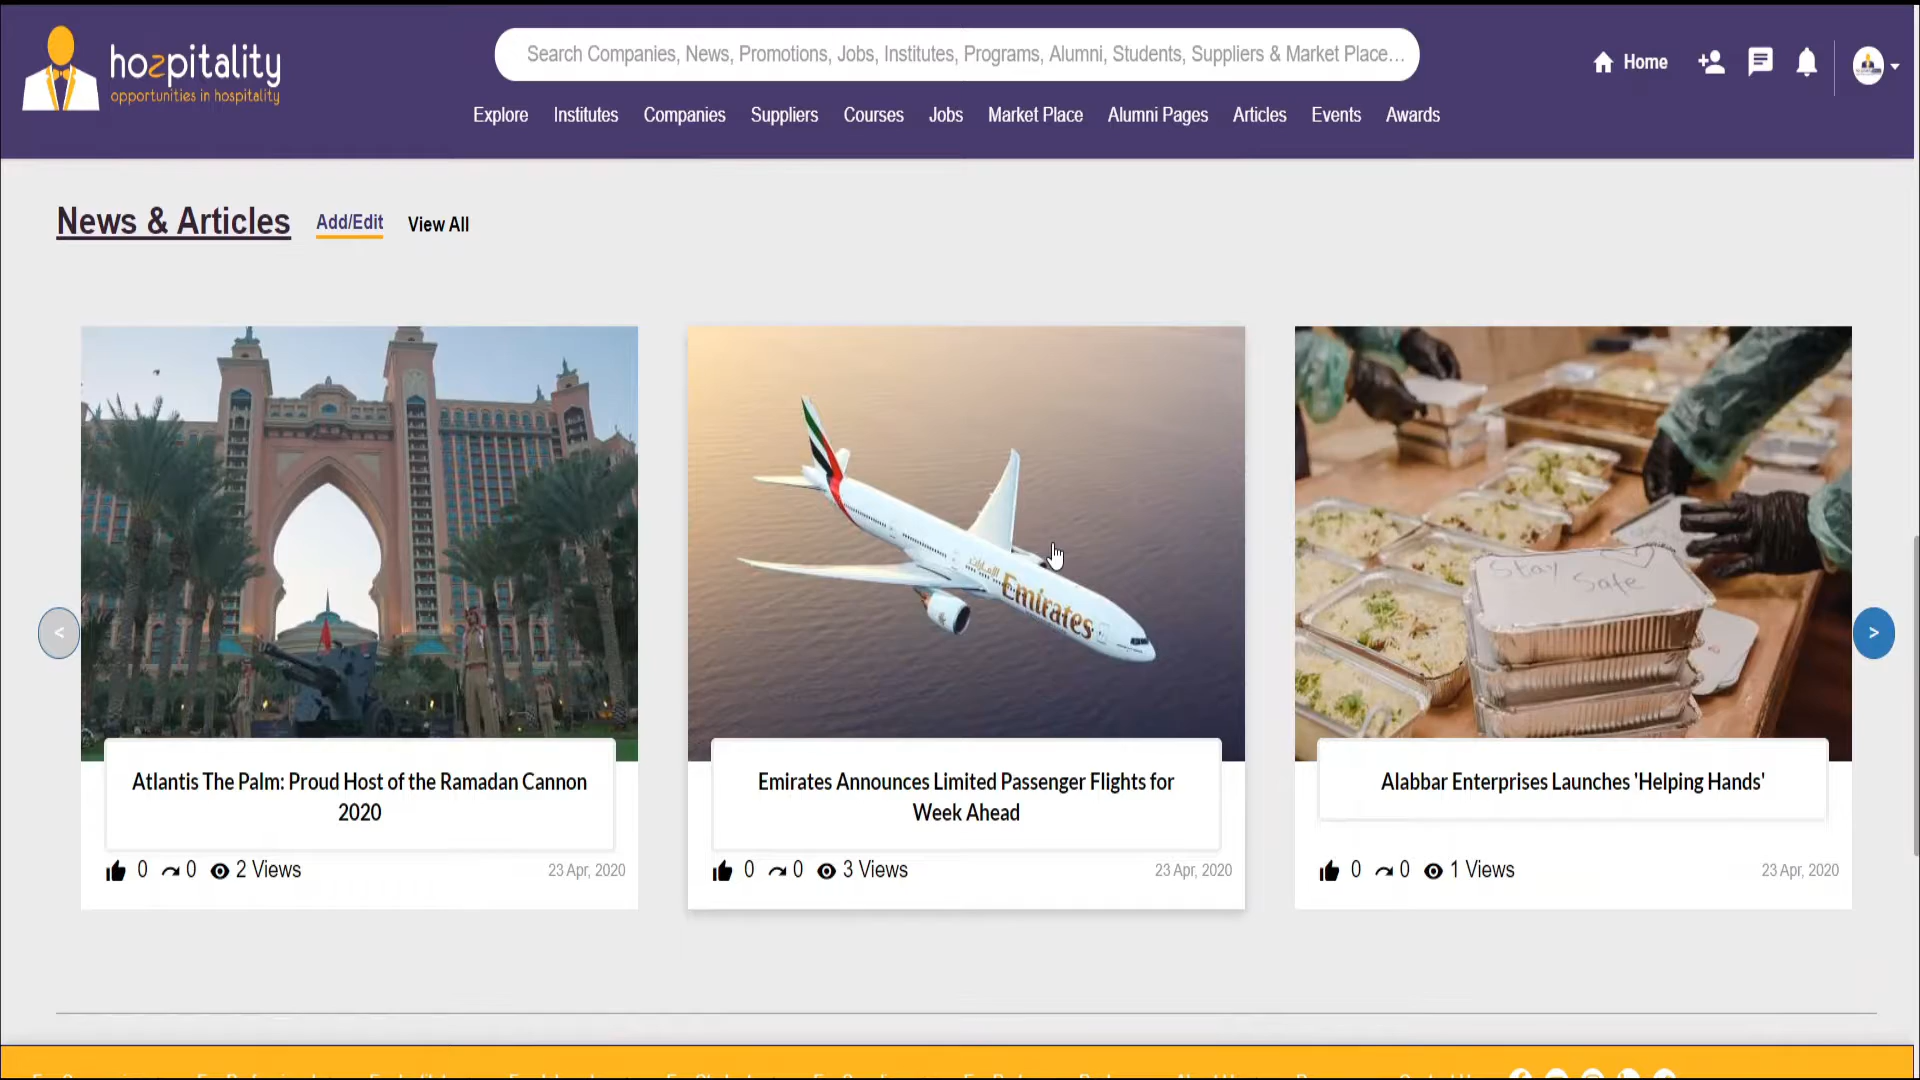 hozpitality
opportunities in hospitality
Search Companies, News, Promotions, Jobs, Institutes, Programs, Alumni, Students, Suppliers & Market Place...
Home
Explore Institutes Companies Suppliers Courses Jobs Market Place Alumni Pages Articles Events Awards
News & Articles Add/Edit View All
الإمارات
Emirates
Stay
Safe
< >
Atlantis The Palm: Proud Host of the Ramadan Cannon
2020
0 0 2 Views 23 Apr, 2020
Emirates Announces Limited Passenger Flights for
Week Ahead
0 0 3 Views 23 Apr, 2020
Alabbar Enterprises Launches 'Helping Hands'
0 0 1 Views 23 Apr, 2020